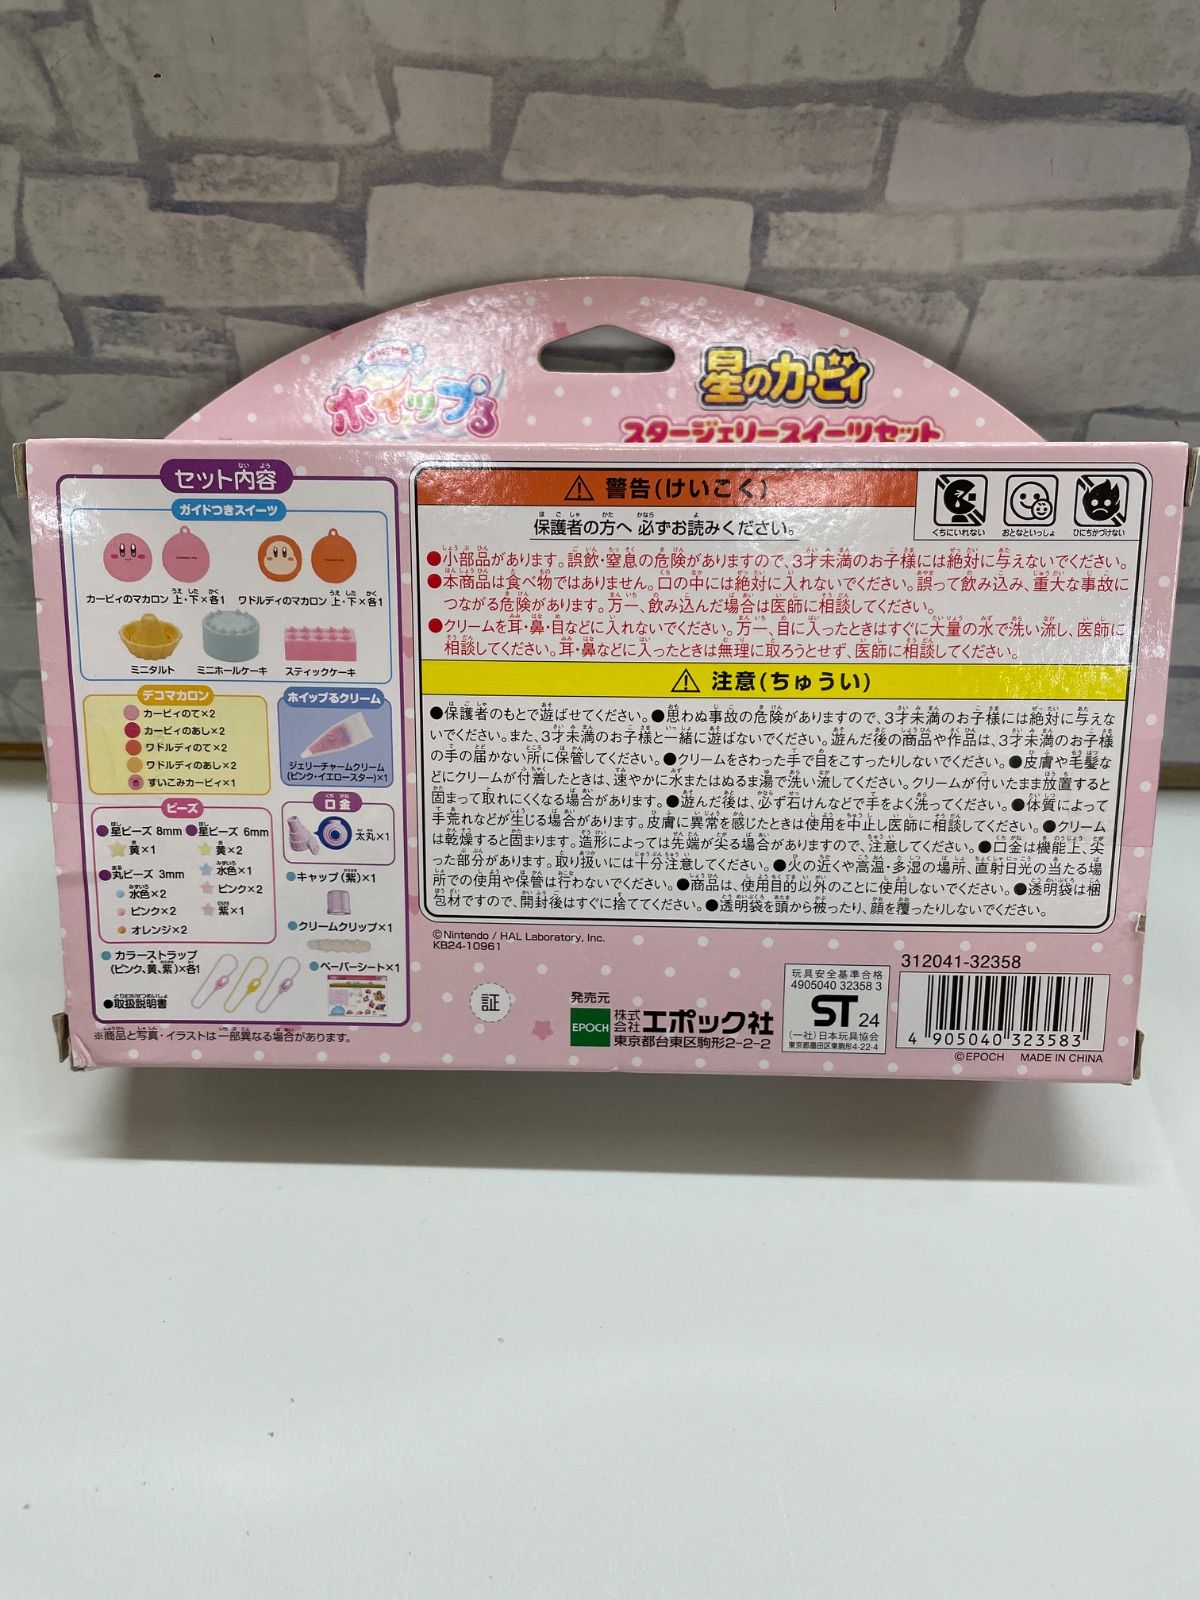 ホイップる
星のカービィ
スタージェリースイーツセット
セット内容
ガイドつきスイーツ
カービィのマカロン 上・下×各1
ワドルディのマカロン 上・下×各1
ミニタルト
ミニホールケーキ
スティックケーキ
デコマカロン
カービィのて×2
カービィのあし×2
ワドルディのて×2
ワドルディのあし×2
すいこみカービィ×1
ホイップるクリーム
ジェリーチャームクリーム
(ピンク・イエロースター)×1
ビーズ
●星ビーズ 8mm
黄×1
●星ビーズ 6mm
黄×2
水色×1
ピンク×2
紫×1
●丸ビーズ 3mm
水色×2
ピンク×2
オレンジ×2
口金
太丸×1
●キャップ(紫)×1
●クリームクリップ×1
●カラーストラップ
(ピンク、黄、紫)×各1
●ペーパーシート×1
●取扱説明書
※商品と写真・イラストは一部異なる場合があります。
警告(けいこく)
保護者の方へ 必ずお読みください。
くちにいれない
おとなといっしょ
ひにちかづけない
●小部品があります。誤飲・窒息の危険がありますので、3才未満のお子様には絶対に与えないでください。
●本商品は食べ物ではありません。口の中には絶対に入れないでください。誤って飲み込み、重大な事故に
つながる危険があります。万一、飲み込んだ場合は医師に相談してください。
●クリームを耳・鼻・目などに入れないでください。万一、目に入ったときはすぐに大量の水で洗い流し、医師に
相談してください。耳・鼻などに入ったときは無理に取ろうとせず、医師に相談してください。
注意(ちゅうい)
●保護者のもとで遊ばせてください。●思わぬ事故の危険がありますので、3才未満のお子様には絶対に与えな
いでください。また、3才未満のお子様と一緒に遊ばないでください。遊んだ後の商品や作品は、3才未満のお子様
の手の届かない所に保管してください。●クリームをさわった手で目をこすったりしないでください。●皮膚や毛髪な
どにクリームが付着したときは、速やかに水またはぬるま湯で洗い流してください。クリームが付いたまま放置すると
固まって取れにくくなる場合があります。●遊んだ後は、必ず石けんなどで手をよく洗ってください。●体質によって
手荒れなどが生じる場合があります。皮膚に異常を感じたときは使用を中止し医師に相談してください。●クリーム
は乾燥すると固まります。造形によっては先端が尖る場合がありますので、注意してください。●口金は機能上、尖
った部分があります。取り扱いには十分注意してください。●火の近くや高温・多湿の場所、直射日光の当たる場
所での使用や保管は行わないでください。●商品は、使用目的以外のことに使用しないでください。●透明袋は梱
包材ですので、開封後はすぐに捨ててください。●透明袋を頭から被ったり、顔を覆ったりしないでください。
©Nintendo / HAL Laboratory, Inc.
KB24-10961
証
発売元
EPOCH
株式会社エポック社
東京都台東区駒形2-2-2
玩具安全基準合格
4905040 32358 3
ST 24
(一社)日本玩具協会
東京都墨田区東駒形4-22-4
312041-32358
4 905040 323583
©EPOCH MADE IN CHINA